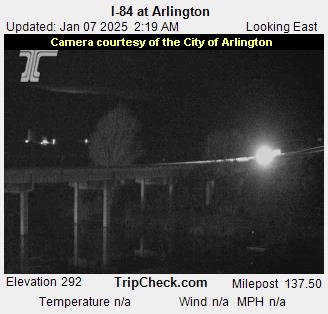 I-84 at Arlington
Updated: Jan 07 2025 2:19 AM Looking East
Camera courtesy of the City of Arlington
Elevation 292 TripCheck.com Milepost 137.50
Temperature n/a Wind n/a MPH n/a